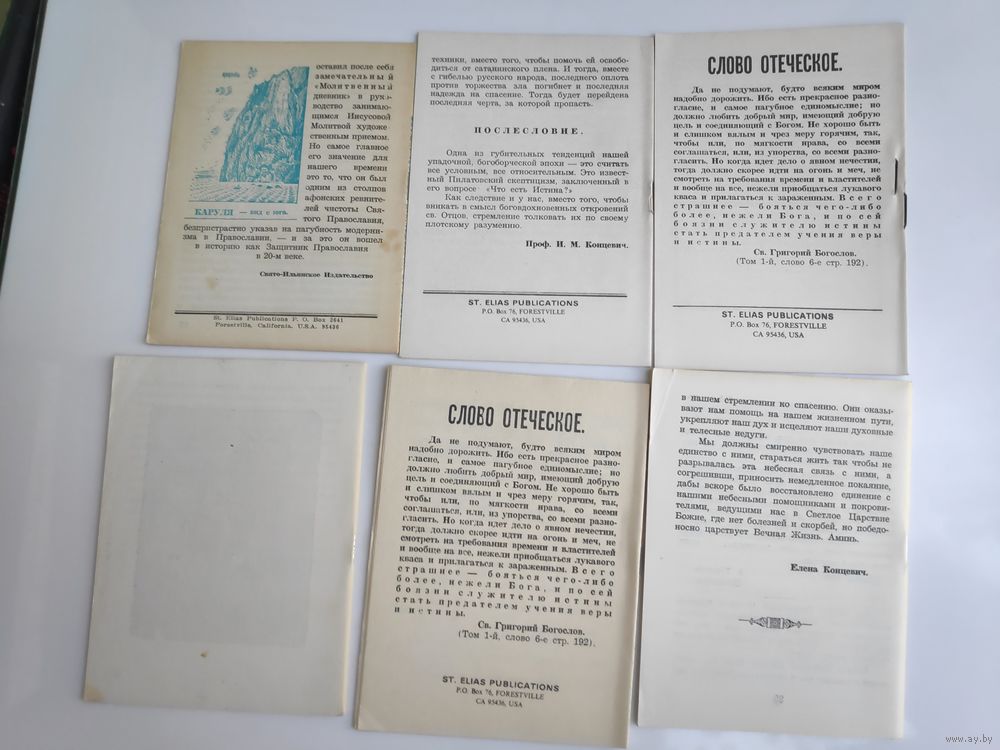 оставил после себя
замечательный
«Молитвенный
дневник» в руко-
водство занимаю-
щимся Иисусовой
Молитвой художе-
ственным приемом.
Но самое главное
его значение для
нашего времени
это то, что он был
одним из столпов
афонских ревните-
лей чистоты Свя-
того Православия,
КАРУЛЯ — вид с юга.
беспристрастно указав на пагубность модерни-
зма в Православии, — и за это он вошел
в историю как Защитник Православия
в 20-м веке.
Свято-Ильинское Издательство
St. Elias Publications P. O. Box 2641
Forestville, California. U.S.A. 95436
техники, вместо того, чтобы помочь ей освобо-
диться от сатанинского плена. И тогда, вместе
с гибелью русского народа, последнего оплота
против торжества зла погибнет и последняя
надежда на спасение. Тогда будет перейдена
последняя черта, за которой пропасть.
ПОСЛЕСЛОВИЕ.
Одна из губительных тенденций нашей
упадочной, богоборческой эпохи — это считать
все условным, все относительным. Это извест-
ный Пилатовский скептицизм, заключенный в
его вопросе «Что есть Истина?»
Как следствие и у нас, вместо того, чтобы
вникать в смысл боговдохновенных откровений
св. Отцов, стремление толковать их по своему
плотскому разумению.
Проф. И. М. Концевич.
ST. ELIAS PUBLICATIONS
P.O. Box 76, FORESTVILLE
CA 95436, USA
СЛОВО ОТЕЧЕСКОЕ.
Да не подумают, будто всяким миром
надобно дорожить. Ибо есть прекрасное разно-
гласие, и самое пагубное единомыслие; но
должно любить добрый мир, имеющий добрую
цель и соединяющий с Богом. Не хорошо быть
и слишком вялым и чрез меру горячим, так,
чтобы или, по мягкости нрава, со всеми
соглашаться, или, из упорства, со всеми разно-
гласить. Но когда идет дело о явном нечестии,
тогда должно скорее идти на огонь и меч, не
смотреть на требования времени и властителей
и вообще на все, нежели приобщаться лукавого
кваса и прилагаться к зараженным. Всего
страшнее — бояться чего-либо
более, нежели Бога, и по сей
боязни служителю истины
стать предателем учения веры
и истины.
Св. Григорий Богослов.
(Том 1-й, слово 6-е стр. 192).
ST. ELIAS PUBLICATIONS
P.O. Box 76, FORESTVILLE
CA 95436, USA
СЛОВО ОТЕЧЕСКОЕ.
Да не подумают, будто всяким миром
надобно дорожить. Ибо есть прекрасное разно-
гласие, и самое пагубное единомыслие; но
должно любить добрый мир, имеющий добрую
цель и соединяющий с Богом. Не хорошо быть
и слишком вялым и чрез меру горячим, так,
чтобы или, по мягкости нрава, со всеми
соглашаться, или, из упорства, со всеми разно-
гласить. Но когда идет дело о явном нечестии,
тогда должно скорее идти на огонь и меч, не
смотреть на требования времени и властителей
и вообще на все, нежели приобщаться лукавого
кваса и прилагаться к зараженным. Всего
страшнее — бояться чего-либо
более, нежели Бога, и по сей
боязни служителю истины
стать предателем учения веры
и истины.
Св. Григорий Богослов.
(Том 1-й, слово 6-е стр. 192).
ST. ELIAS PUBLICATIONS
P.O. Box 76, FORESTVILLE
CA 95436, USA
в нашем стремлении ко спасению. Они оказы-
вают нам помощь на нашем жизненном пути,
укрепляют наш дух и исцеляют наши духовные
и телесные недуги.
Мы должны смиренно чувствовать наше
единство с ними, стараться жить так чтобы не
разрывалась эта небесная связь с ними, а
согрешивши, приносить немедленное покаяние,
дабы вскоре было восстановлено единение с
нашими небесными помощниками и покрови-
телями, ведущими нас в Светлое Царствие
Божие, где нет болезней и скорбей, но победо-
носно царствует Вечная Жизнь. Аминь.
Елена Концевич.
www.ay.by